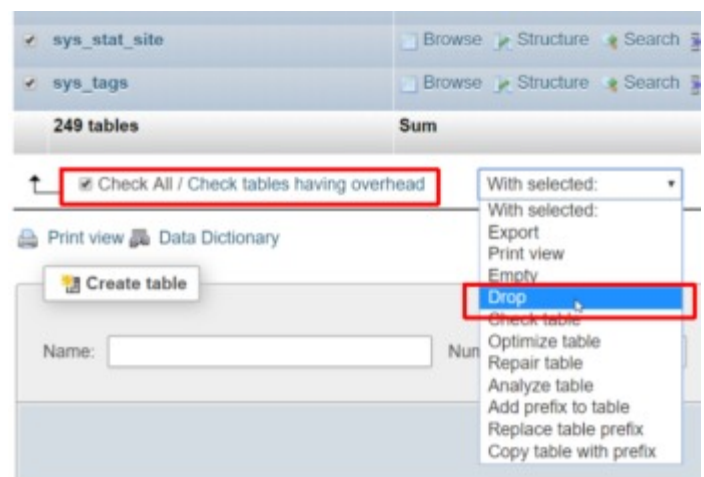 sys_stat_site Browse Structure Search
sys_tags Browse Structure Search
249 tables Sum
Check All / Check tables having overhead With selected:
With selected:
Print view Data Dictionary
Export
Print view
Empty
Create table
Drop
Check table
Optimize table
Name:
Num
Repair table
Analyze table
Add prefix to table
Replace table prefix
Copy table with prefix